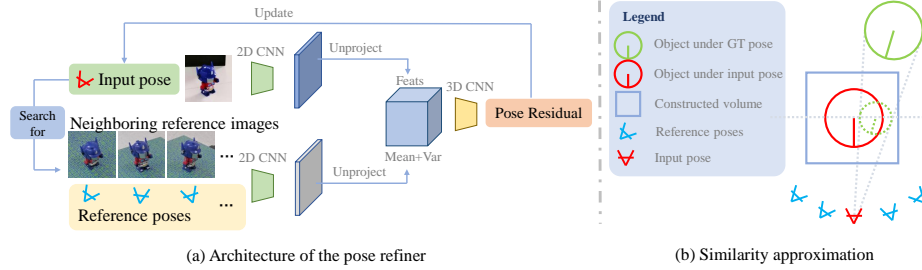 Update
2D CNN
Unproject
Input pose
Feats
3D CNN
Search
for
Pose Residual
Neighboring reference images
...
2D CNN
Mean+Var
Unproject
Reference poses
...
(a) Architecture of the pose refiner
Legend
Object under GT pose
Object under input pose
Constructed volume
Reference poses
Input pose
(b) Similarity approximation